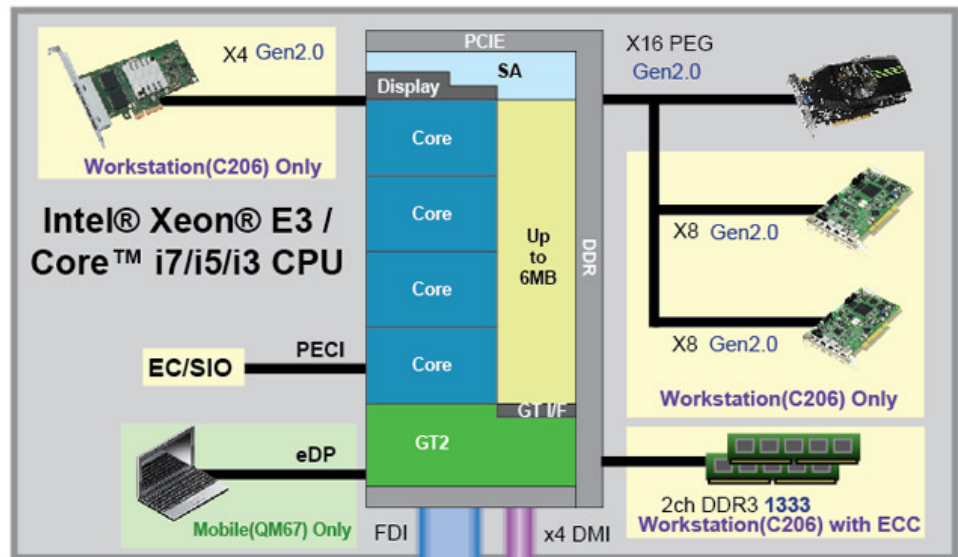 PCIE
X4 Gen2.0
SA
X16 PEG
Gen2.0
Display
Workstation(C206) Only
Core
Core
Core
Core
Up
to
6MB
DDR
Intel® Xeon® E3 /
Core™ i7/i5/i3 CPU
X8 Gen2.0
X8 Gen2.0
Workstation(C206) Only
PECI
EC/SIO
GT I/F
GT2
eDP
Mobile(QM67) Only
2ch DDR3 1333
Workstation(C206) with ECC
FDI
x4 DMI